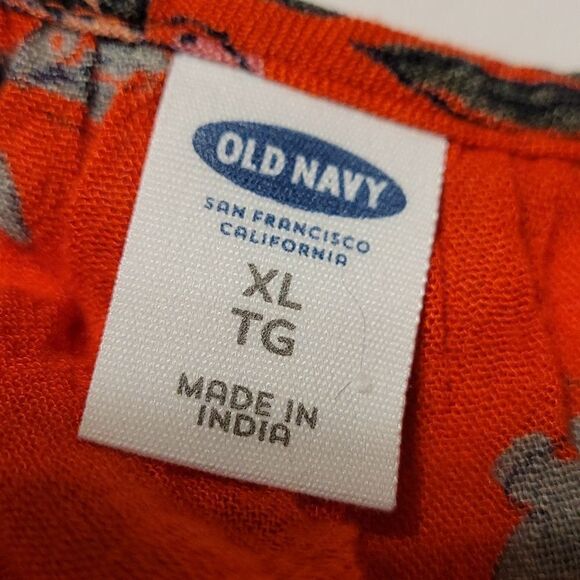 OLD NAVY
SAN FRANCISCO
CALIFORNIA
XL
TG
MADE IN
INDIA